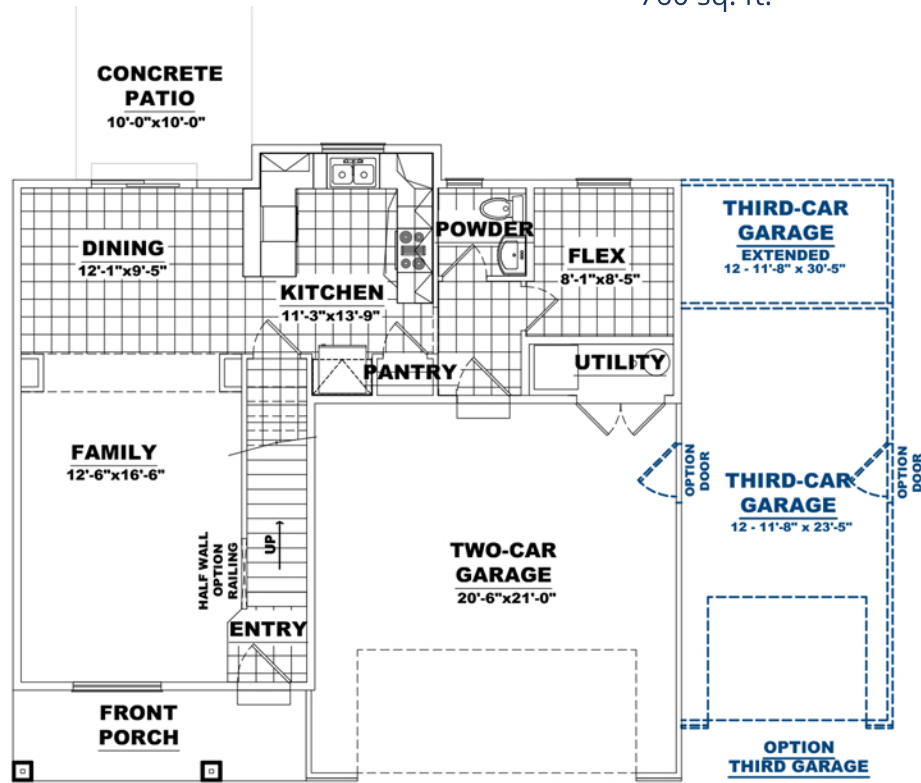 sq. ft.
CONCRETE
PATIO
10'-0"x10'-0"
DINING
12'-1"x9'-5"
KITCHEN
11'-3"x13'-9"
POWDER
FLEX
8'-1"x8'-5"
THIRD-CAR
GARAGE
EXTENDED
12 - 11'-8" x 30'-5"
PANTRY
UTILITY
FAMILY
12'-6"x16'-6"
HALF WALL
OPTION
RAILING
UP
ENTRY
TWO-CAR
GARAGE
20'-6"x21'-0"
OPTION
DOOR
THIRD-CAR
GARAGE
12 - 11'-8" x 23'-5"
OPTION
DOOR
FRONT
PORCH
OPTION
THIRD GARAGE